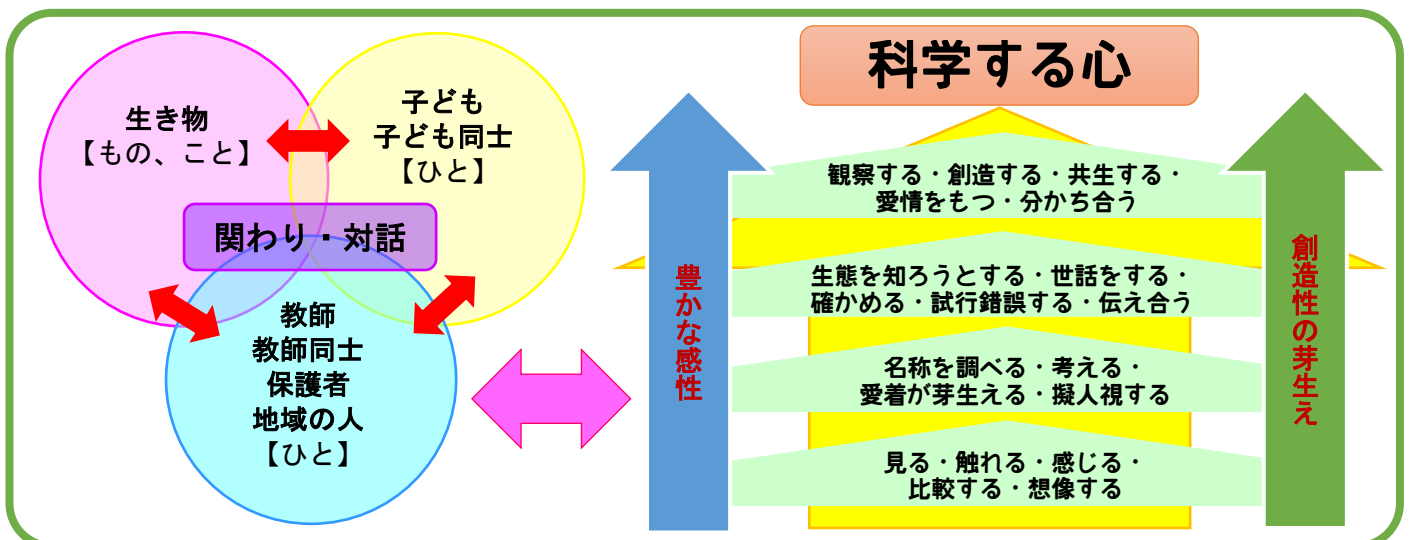 生き物
【もの、こと】
子ども
子ども同士
【ひと】
関わり・対話
教師
教師同士
保護者
地域の人
【ひと】
科学する心
豊かな感性
創造性の芽生え
観察する・創造する・共生する・
愛情をもつ・分かち合う
生態を知ろうとする・世話をする・
確かめる・試行錯誤する・伝え合う
名称を調べる・考える・
愛着が芽生える・擬人視する
見る・触れる・感じる・
比較する・想像する